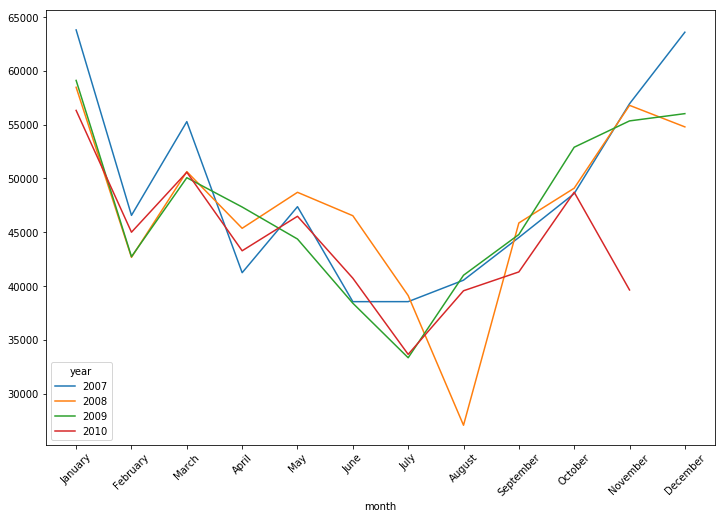 65000
60000
55000
50000
45000
40000
35000
30000
year
2007
2008
2009
2010
January
February
March
April
May
June
July
August
September
October
November
December
month